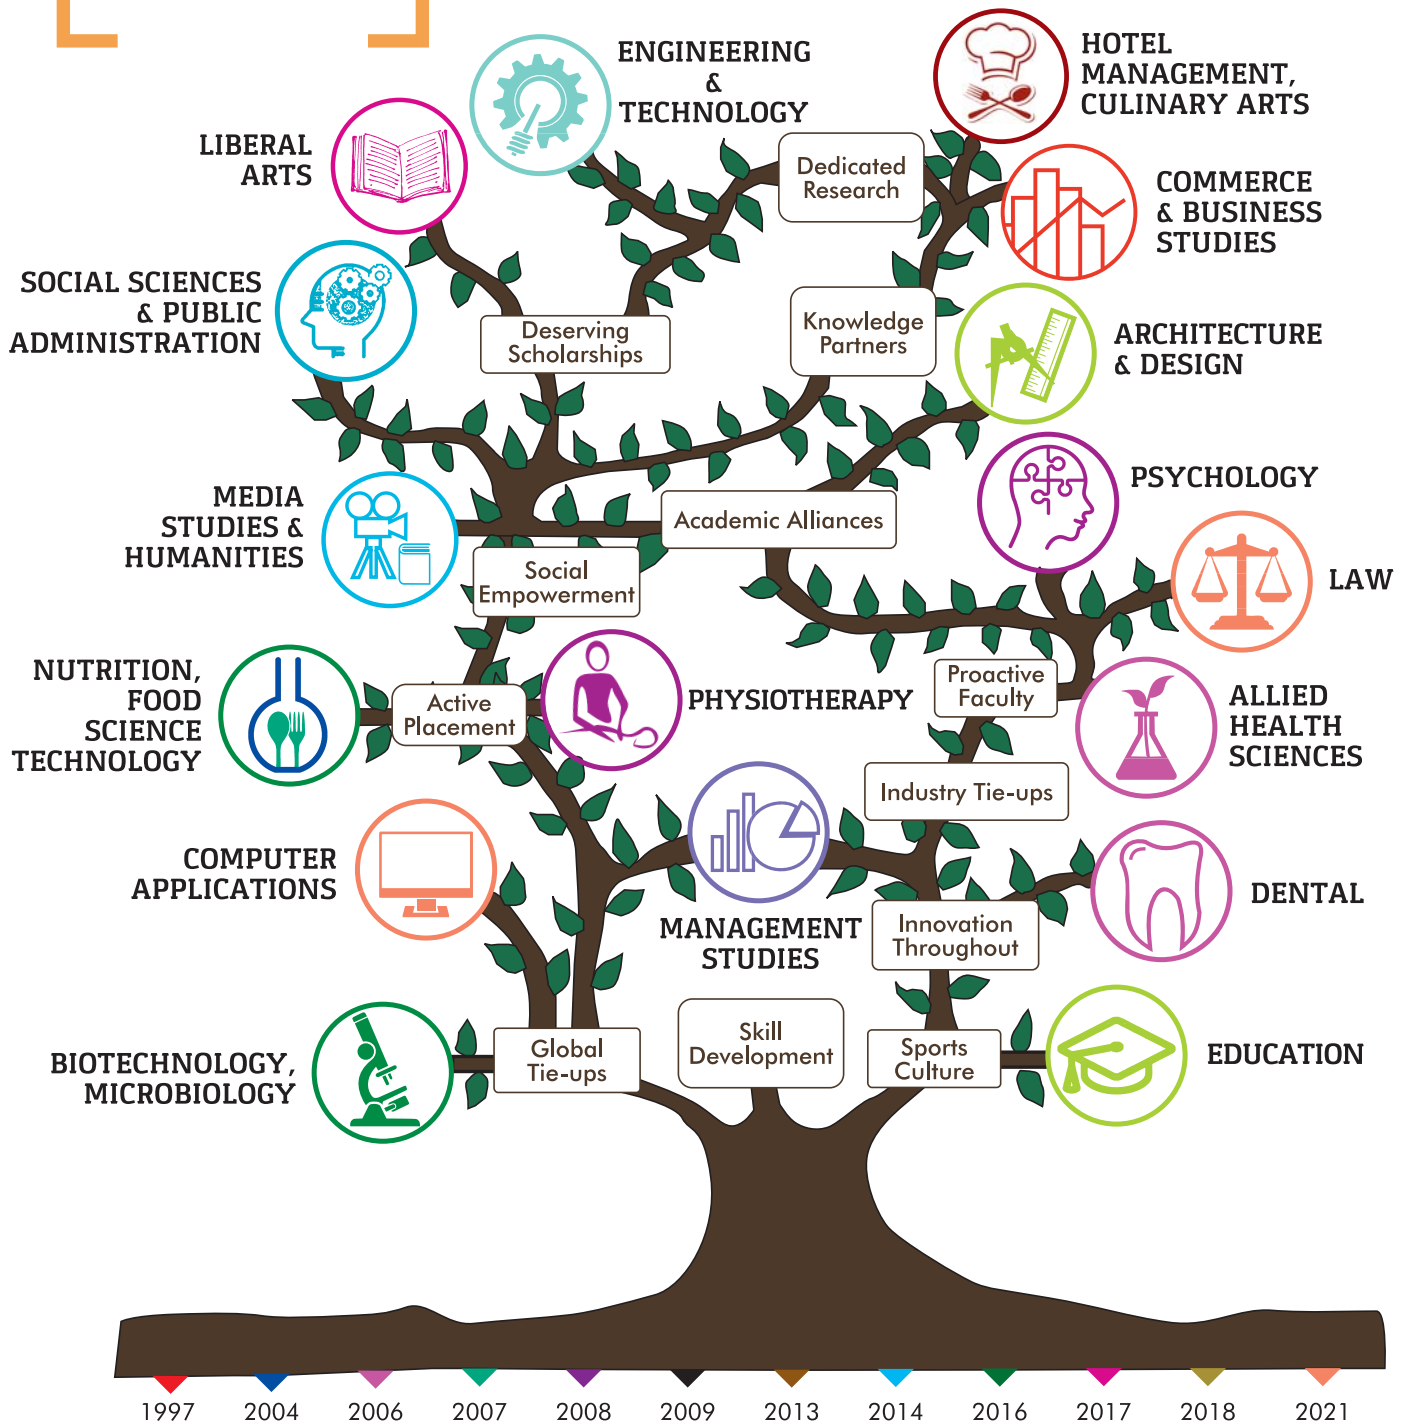 ENGINEERING
&
TECHNOLOGY
HOTEL
MANAGEMENT,
CULINARY ARTS
LIBERAL
ARTS
Dedicated
Research
COMMERCE
& BUSINESS
STUDIES
SOCIAL SCIENCES
& PUBLIC
ADMINISTRATION
Deserving
Scholarships
Knowledge
Partners
ARCHITECTURE
& DESIGN
MEDIA
STUDIES &
HUMANITIES
Academic Alliances
PSYCHOLOGY
Social
Empowerment
LAW
NUTRITION,
FOOD
SCIENCE
TECHNOLOGY
Active
Placement
PHYSIOTHERAPY
Proactive
Faculty
ALLIED
HEALTH
SCIENCES
Industry Tie-ups
COMPUTER
APPLICATIONS
MANAGEMENT
STUDIES
Innovation
Throughout
DENTAL
BIOTECHNOLOGY,
MICROBIOLOGY
Global
Tie-ups
Skill
Development
Sports
Culture
EDUCATION
1997 2004 2006 2007 2008 2009 2013 2014 2016 2017 2018 2021